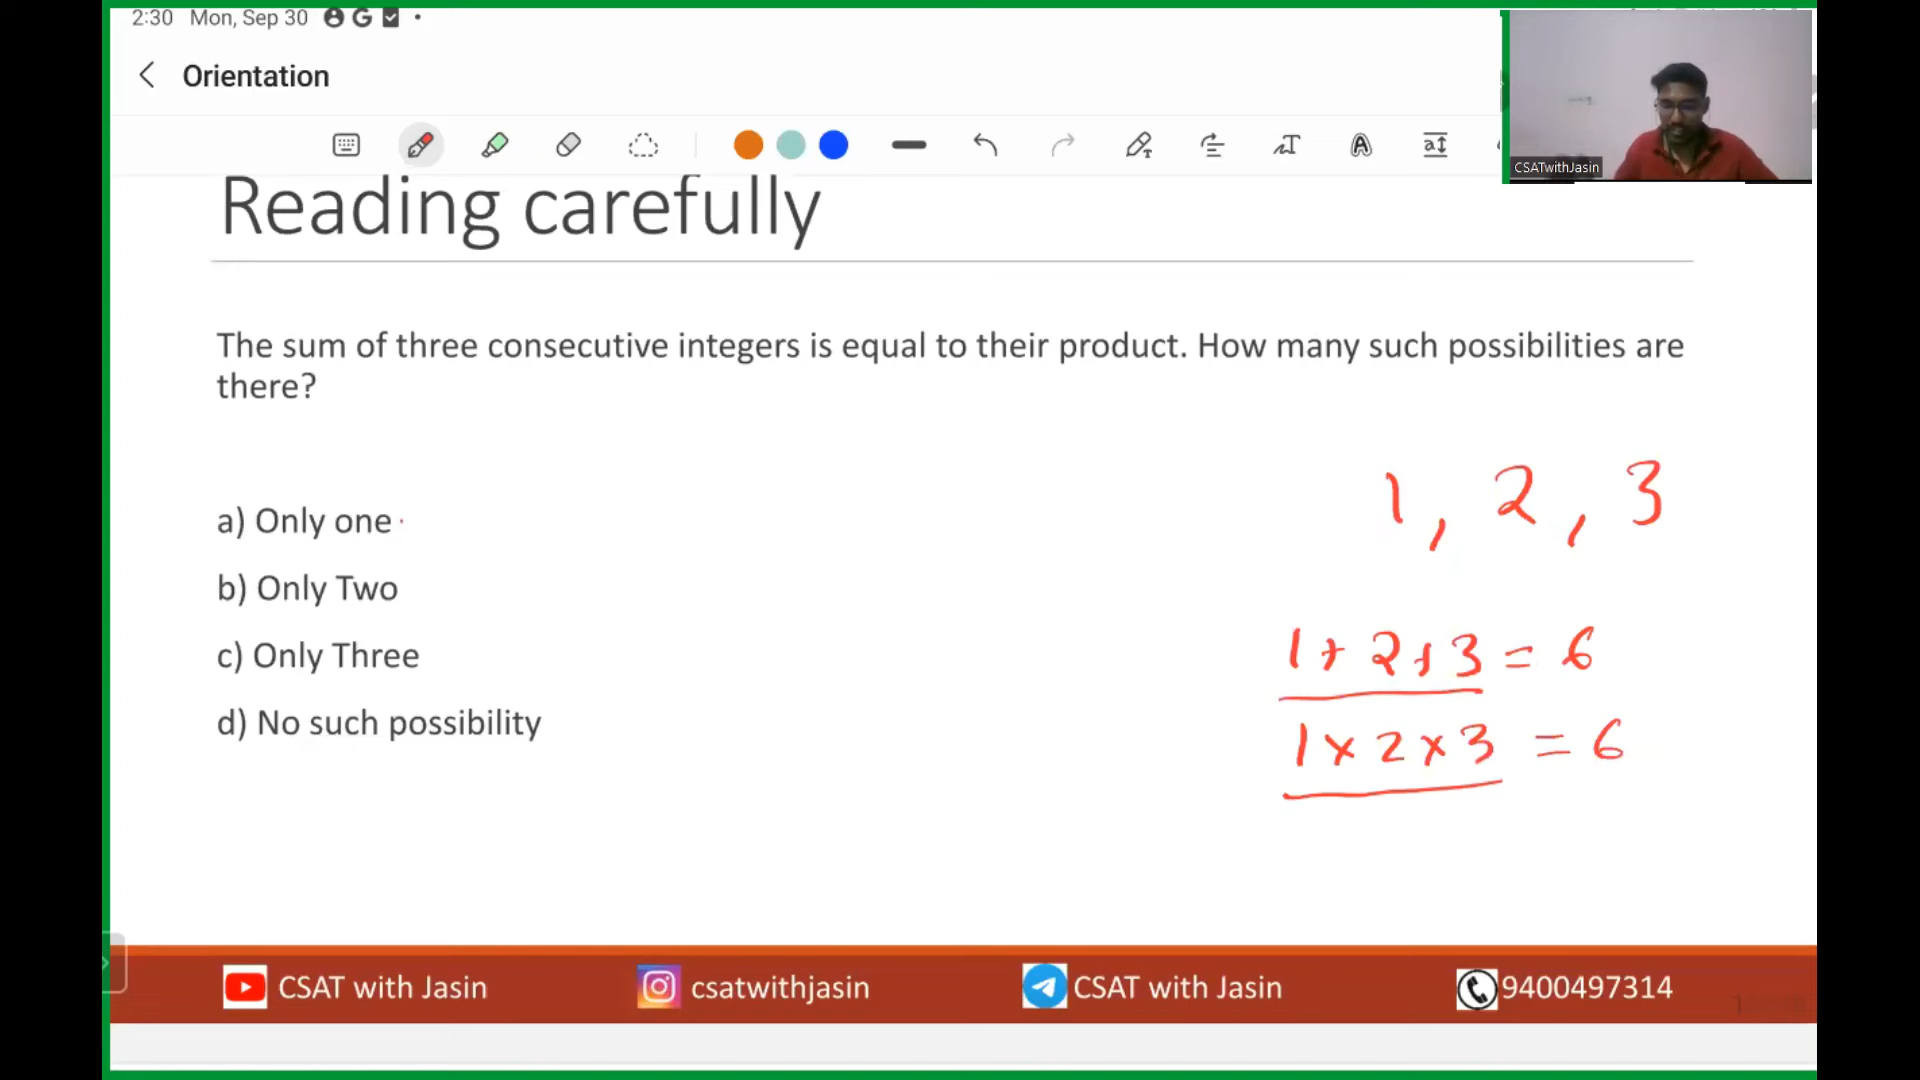 2:30 Mon, Sep 30
Orientation
CSATwithJasin
Reading carefully
The sum of three consecutive integers is equal to their product. How many such possibilities are
there?
1, 2, 3
a) Only one
b) Only Two
c) Only Three
d) No such possibility
1+2+3 = 6
1×2×3 = 6
CSAT with Jasin csatwithjasin CSAT with Jasin 9400497314